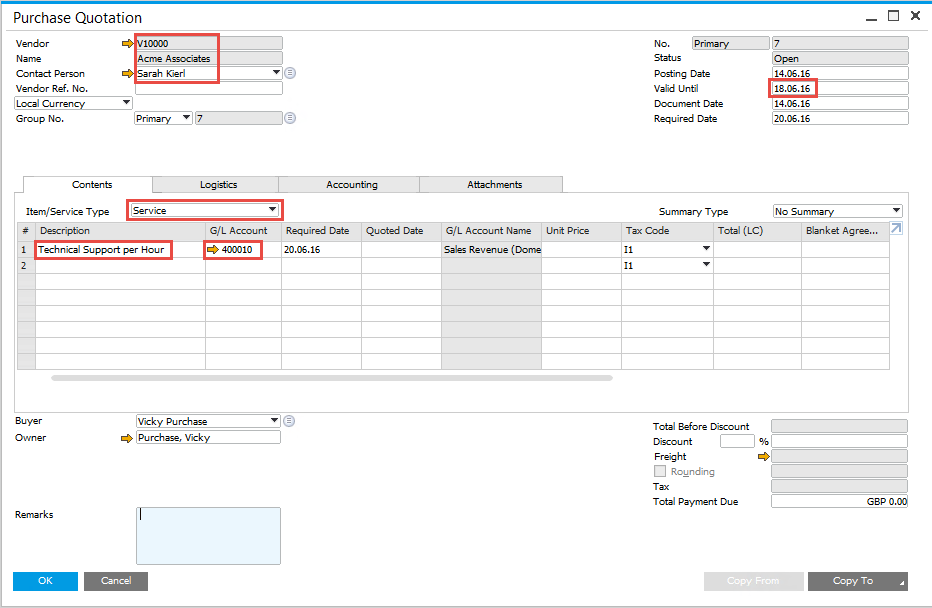 Purchase Quotation
Vendor V10000
Name Acme Associates
Contact Person Sarah Kierl
Vendor Ref. No.
Local Currency
Group No. Primary 7
No. Primary 7
Status Open
Posting Date 14.06.16
Valid Until 18.06.16
Document Date 14.06.16
Required Date 20.06.16
Contents Logistics Accounting Attachments
Item/Service Type Service Summary Type No Summary
# Description G/L Account Required Date Quoted Date G/L Account Name Unit Price Tax Code Total (LC) Blanket Agree...
1 Technical Support per Hour 400010 20.06.16 Sales Revenue (Dome I1
2 I1
Buyer Vicky Purchase
Owner Purchase, Vicky
Total Before Discount
Discount %
Freight
Rounding
Tax
Total Payment Due GBP 0.00
Remarks
OK Cancel Copy From Copy To